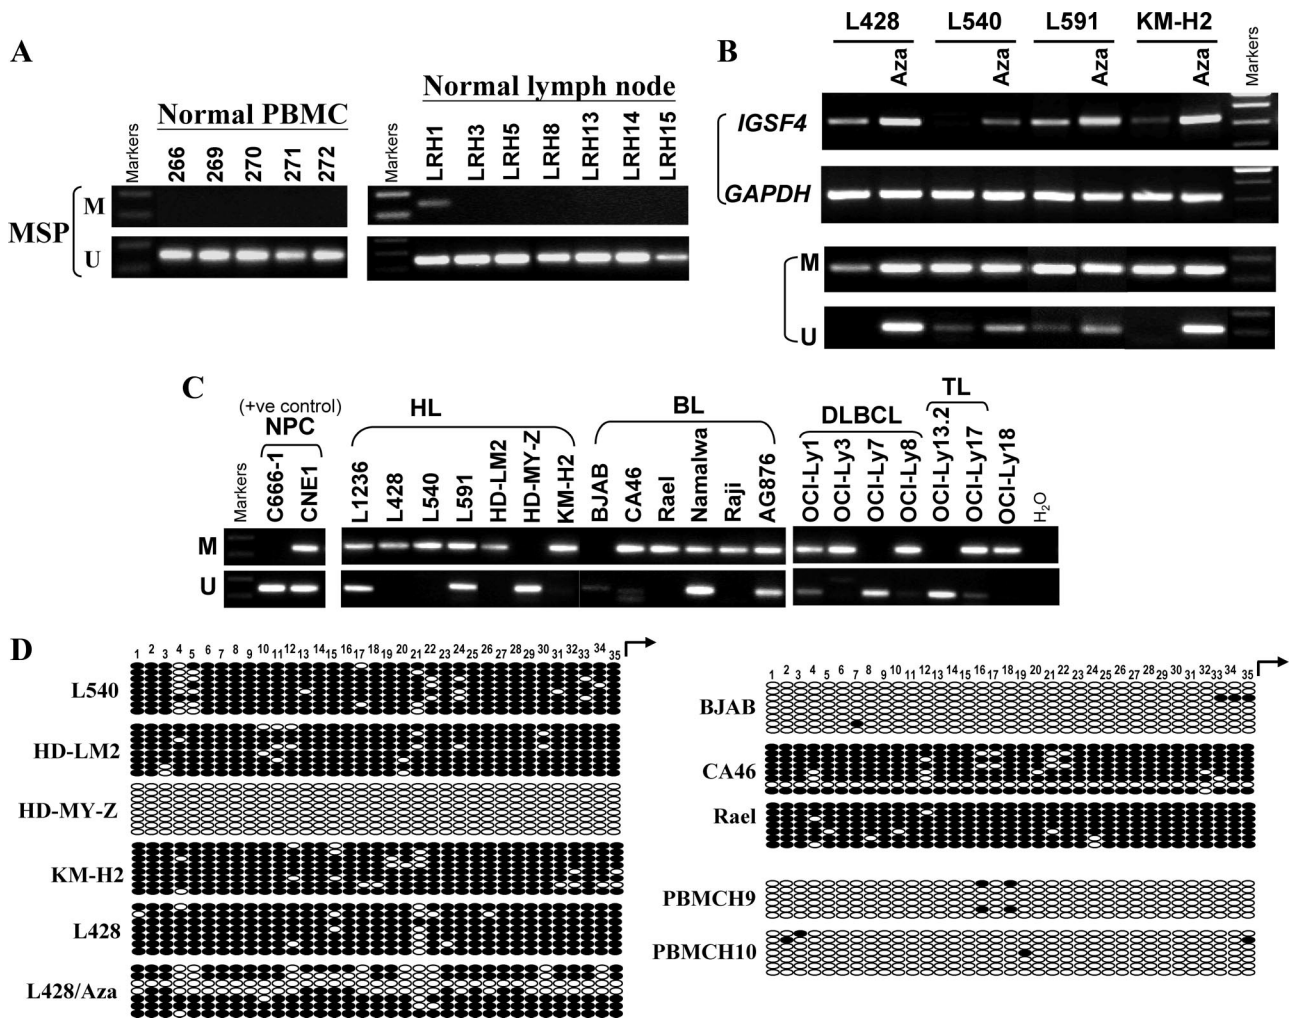 A
Normal PBMC
Normal lymph node
Markers 266 269 270 271 272
Markers LRH1 LRH3 LRH5 LRH8 LRH13 LRH14 LRH15
MSP
M
U
B
L428 L540 L591 KM-H2
Aza Aza Aza Aza Markers
IGSF4
GAPDH
M
U
C
(+ve control)
NPC
HL
BL
DLBCL
TL
Markers C666-1 CNE1 L1236 L428 L540 L591 HD-LM2 HD-MY-Z KM-H2 BJAB CA46 Rael Namalwa Raji AG876 OCI-Ly1 OCI-Ly3 OCI-Ly7 OCI-Ly8 OCI-Ly13.2 OCI-Ly17 OCI-Ly18 H₂O
M
U
D
1 2 3 4 5 6 7 8 9 10 11 12 13 14 15 16 17 18 19 20 21 22 23 24 25 26 27 28 29 30 31 32 33 34 35
L540
HD-LM2
HD-MY-Z
KM-H2
L428
L428/Aza
1 2 3 4 5 6 7 8 9 10 11 12 13 14 15 16 17 18 19 20 21 22 23 24 25 26 27 28 29 30 31 32 33 34 35
BJAB
CA46
Rael
PBMCH9
PBMCH10